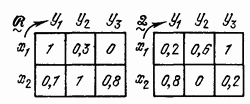 R y₁ y₂ y₃
x₁ 1 0,3 0
x₂ 0,1 1 0,8
Q y₁ y₂ y₃
x₁ 0,2 0,6 1
x₂ 0,8 0 0,2